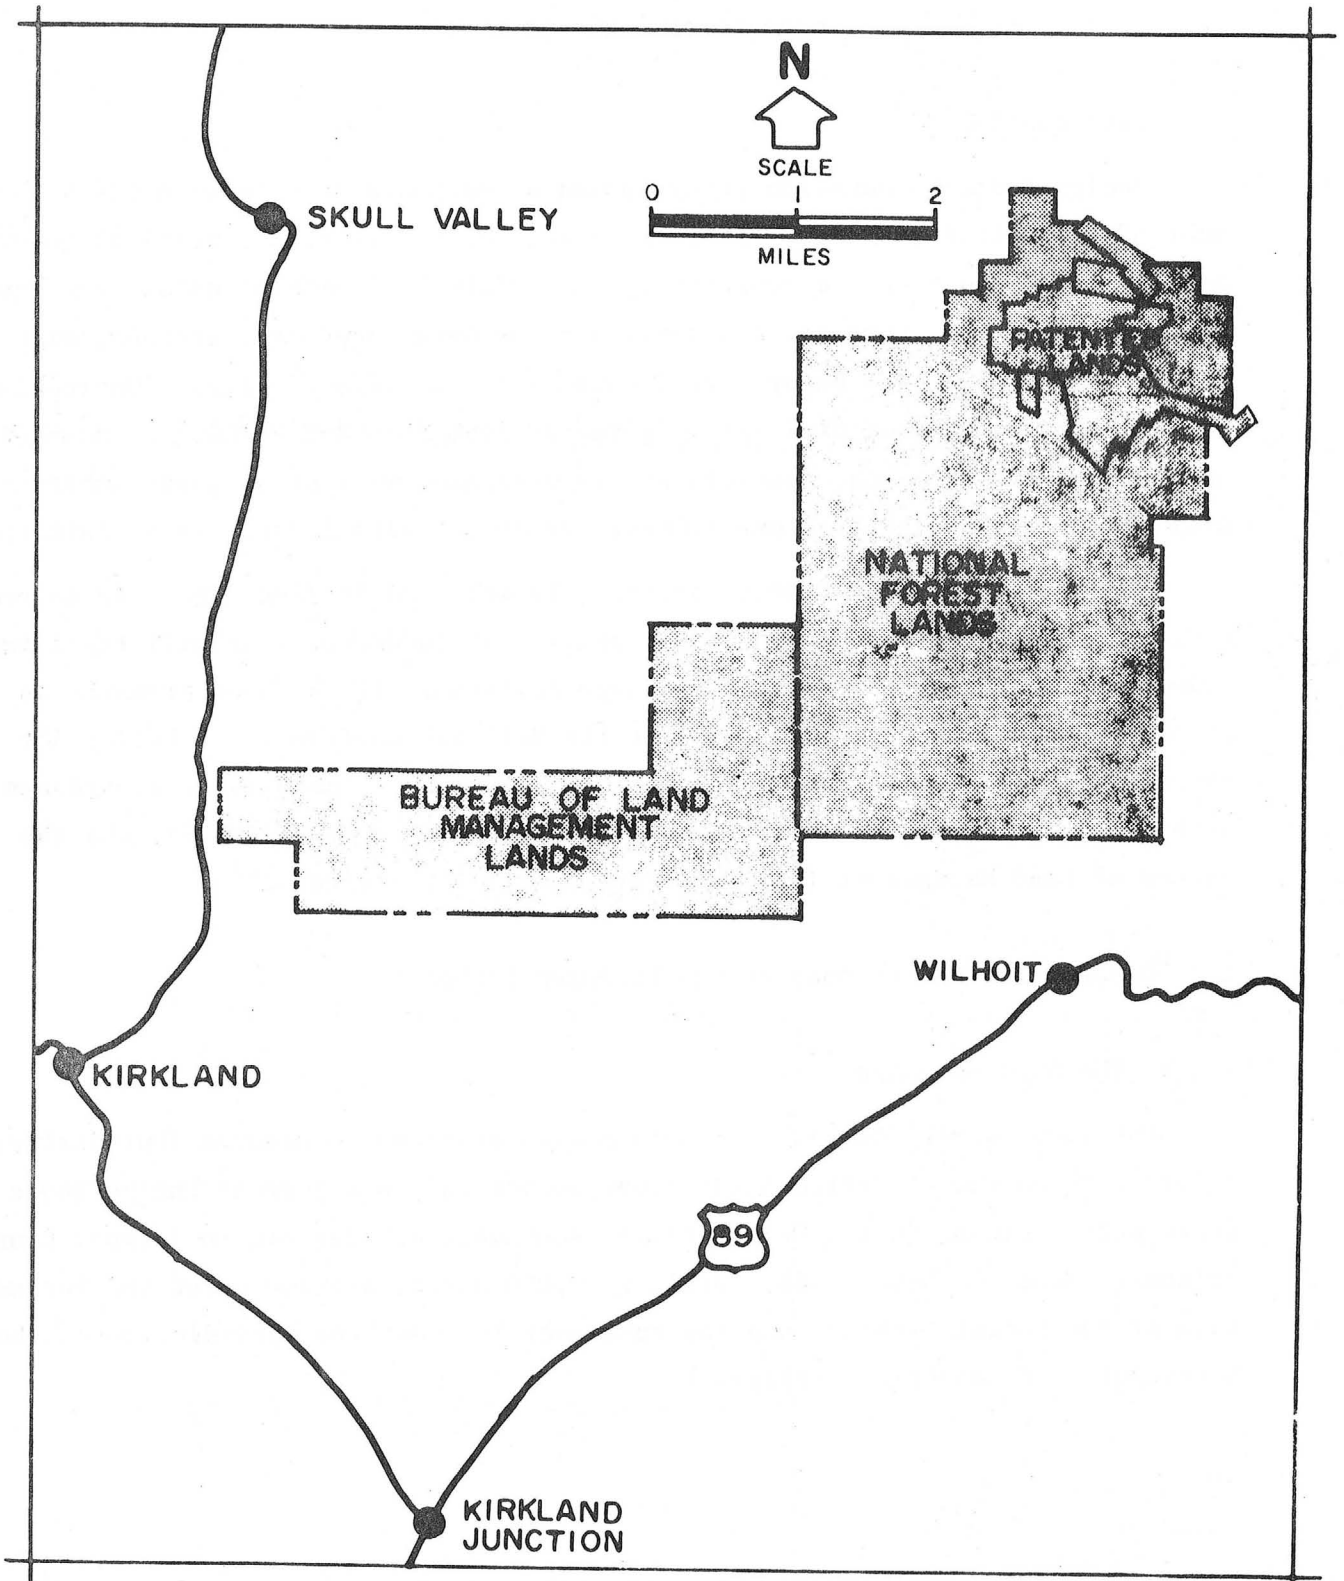 N
SCALE
0 1 2
MILES
SKULL VALLEY
PATENTED
LANDS
NATIONAL
FOREST
LANDS
BUREAU OF LAND
MANAGEMENT
LANDS
WILHOIT
KIRKLAND
89
KIRKLAND
JUNCTION